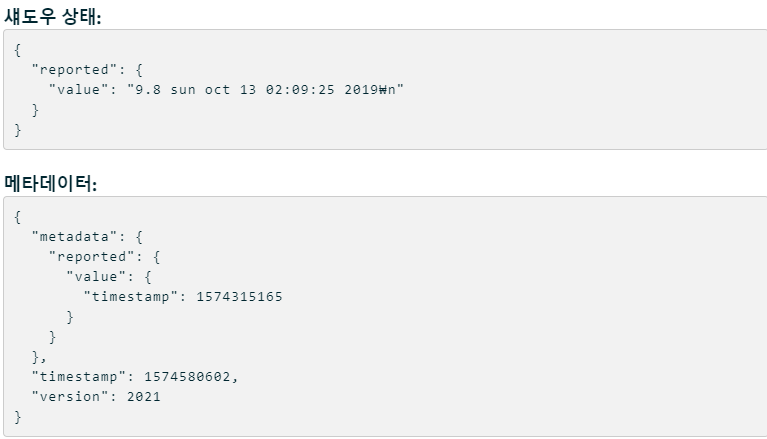 섀도우 상태:
{
  "reported": {
    "value": "9.8 sun oct 13 02:09:25 2019₩n"
  }
}
메타데이터:
{
  "metadata": {
    "reported": {
      "value": {
        "timestamp": 1574315165
      }
    }
  },
  "timestamp": 1574580602,
  "version": 2021
}